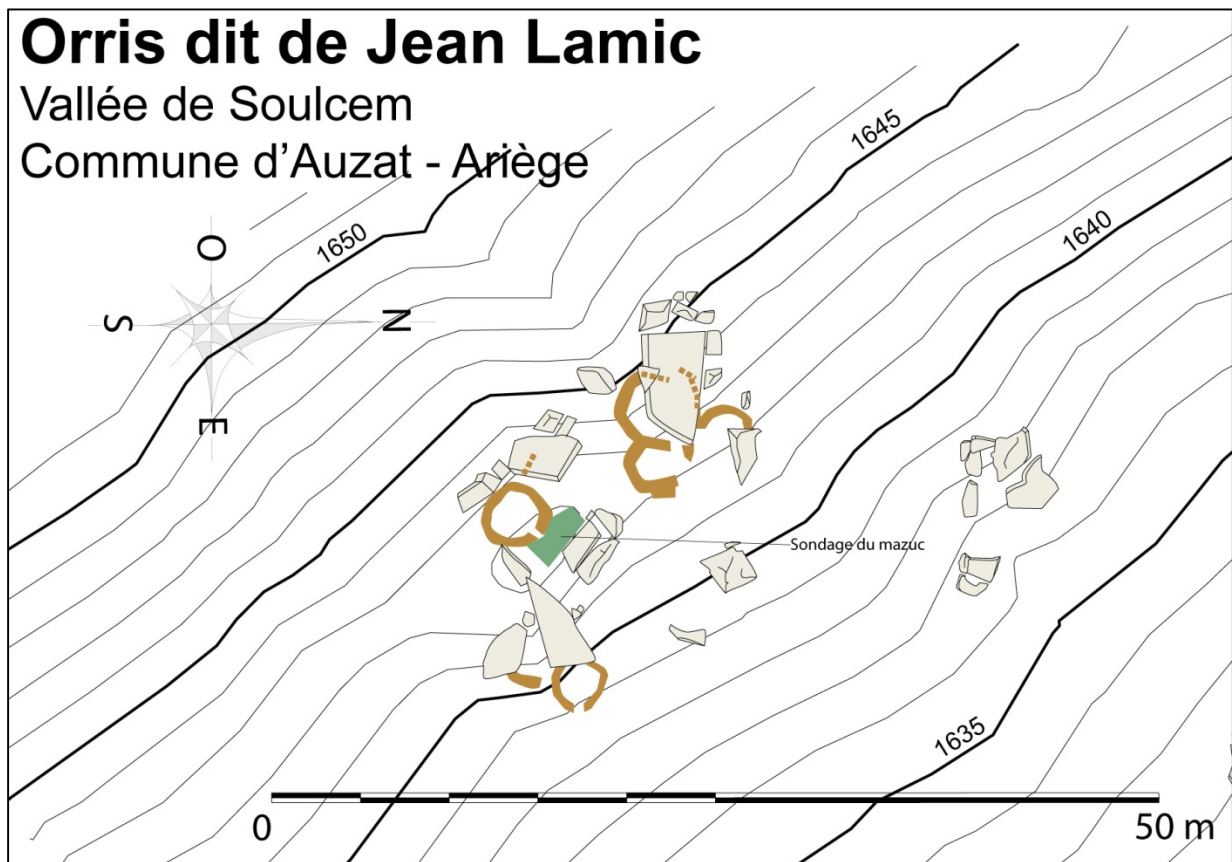 Orris dit de Jean Lamic
Vallée de Soulcem
Commune d'Auzat - Ariège
1645
1640
1650
O
S
N
E
Sondage du mazuc
1635
0
50 m